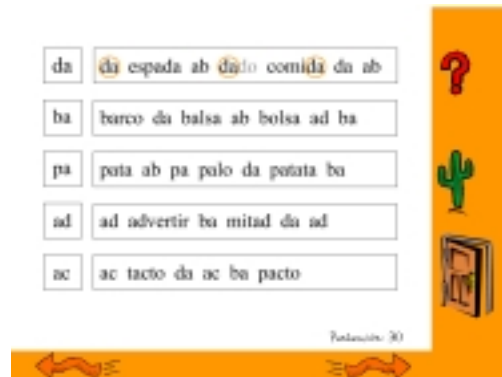 da da espada ab dado comida da ab
ba barco da balsa ab bolsa ad ba
pa pata ab pa palo da patata ba
ad ad advertir ba mitad da ad
ac ac tacto da ac ba pacto
Puntuación: 30